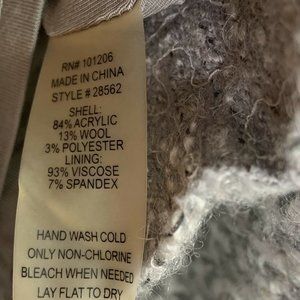 RN# 101206
MADE IN CHINA
STYLE # 28562
SHELL:
84% ACRYLIC
13% WOOL
3% POLYESTER
LINING:
93% VISCOSE
7% SPANDEX
HAND WASH COLD
ONLY NON-CHLORINE
BLEACH WHEN NEEDED
LAY FLAT TO DRY